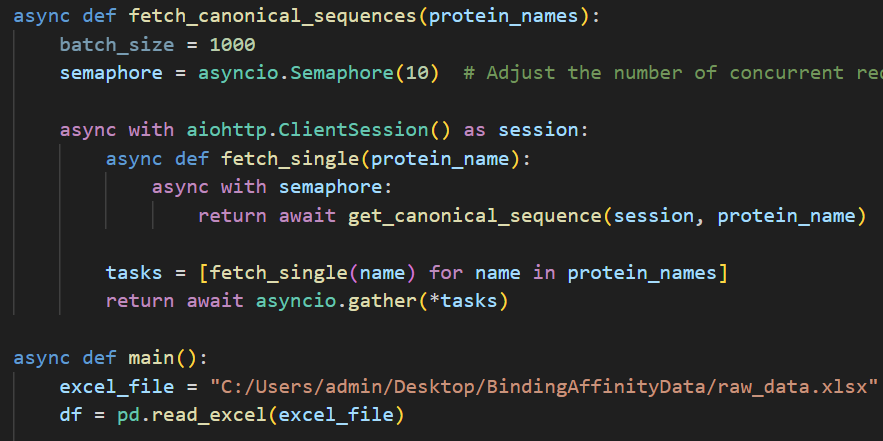 async def fetch_canonical_sequences(protein_names):
    batch_size = 1000
    semaphore = asyncio.Semaphore(10)  # Adjust the number of concurrent

    async with aiohttp.ClientSession() as session:
        async def fetch_single(protein_name):
            async with semaphore:
                return await get_canonical_sequence(session, protein_name)

        tasks = [fetch_single(name) for name in protein_names]
        return await asyncio.gather(*tasks)

async def main():
    excel_file = "C:/Users/admin/Desktop/BindingAffinityData/raw_data.xlsx"
    df = pd.read_excel(excel_file)